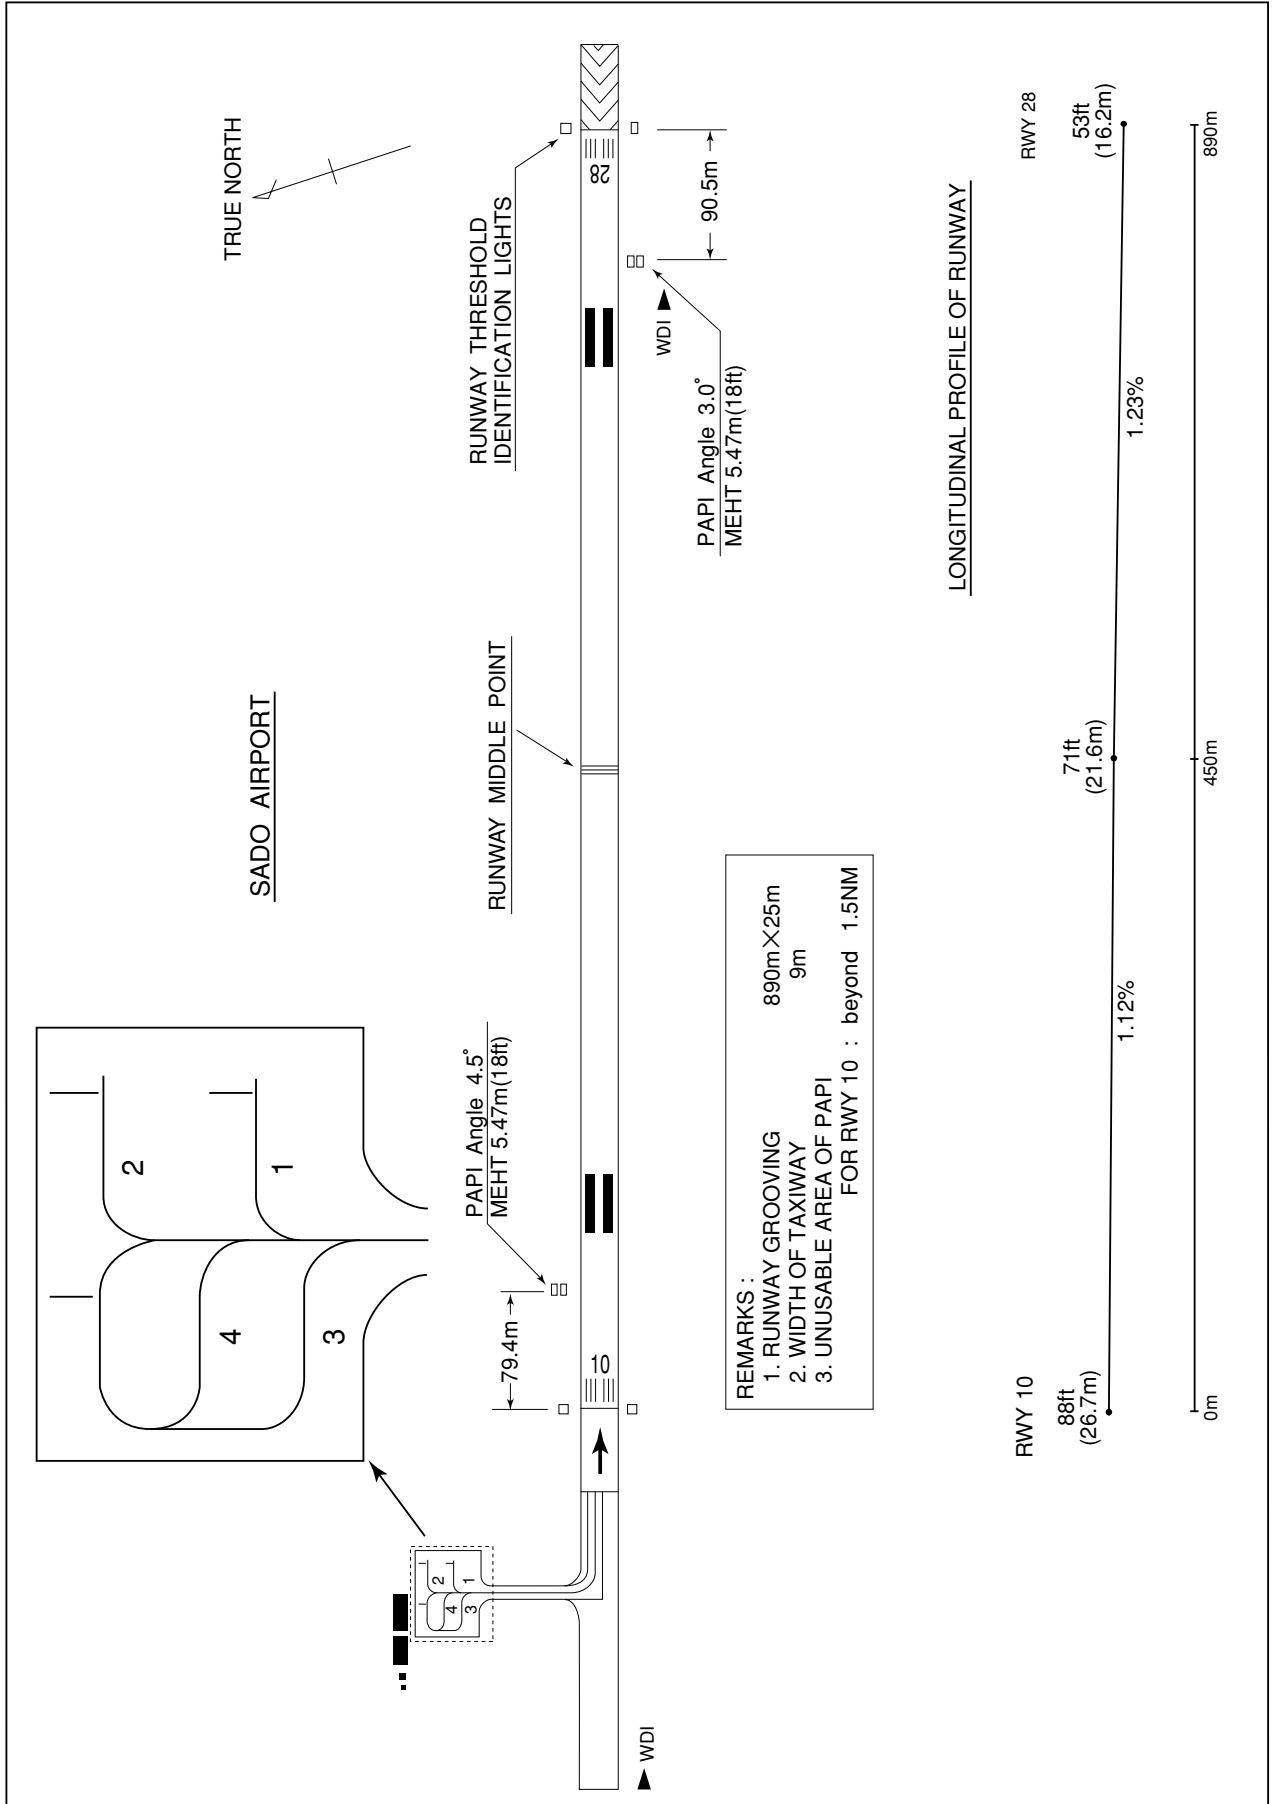 SADO AIRPORT
TRUE NORTH
2
1
4
3
2
1
4
3
PAPI Angle 4.5°
MEHT 5.47m(18ft)
RUNWAY MIDDLE POINT
RUNWAY THRESHOLD
IDENTIFICATION LIGHTS
79.4m
10
28
90.5m
WDI
WDI
PAPI Angle 3.0°
MEHT 5.47m(18ft)
REMARKS :
1. RUNWAY GROOVING 890m×25m
2. WIDTH OF TAXIWAY 9m
3. UNUSABLE AREA OF PAPI
FOR RWY 10 : beyond 1.5NM
LONGITUDINAL PROFILE OF RUNWAY
RWY 10
RWY 28
88ft
(26.7m)
71ft
(21.6m)
53ft
(16.2m)
1.12%
1.23%
0m
450m
890m